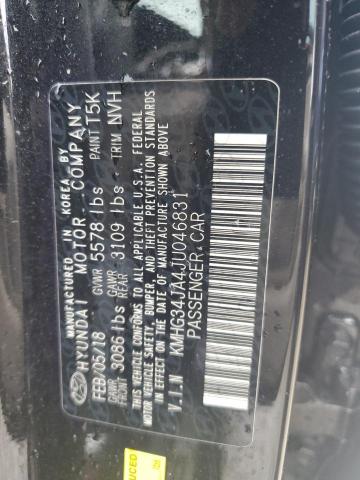 MANUFACTURED IN KOREA, BY
HYUNDAI MOTOR COMPANY
FEB/05/18 GVWR 5578 lbs PAINT T5K
GAWR FRONT 3086 lbs GAWR REAR 3109 lbs TRIM NVH
THIS VEHICLE CONFORMS TO ALL APPLICABLE U.S.A. FEDERAL
MOTOR VEHICLE SAFETY, BUMPER, AND THEFT PREVENTION STANDARDS
IN EFFECT ON THE DATE OF MANUFACTURE SHOWN ABOVE.
V.I.N KMHG34JA4JU046831
PASSENGER CAR